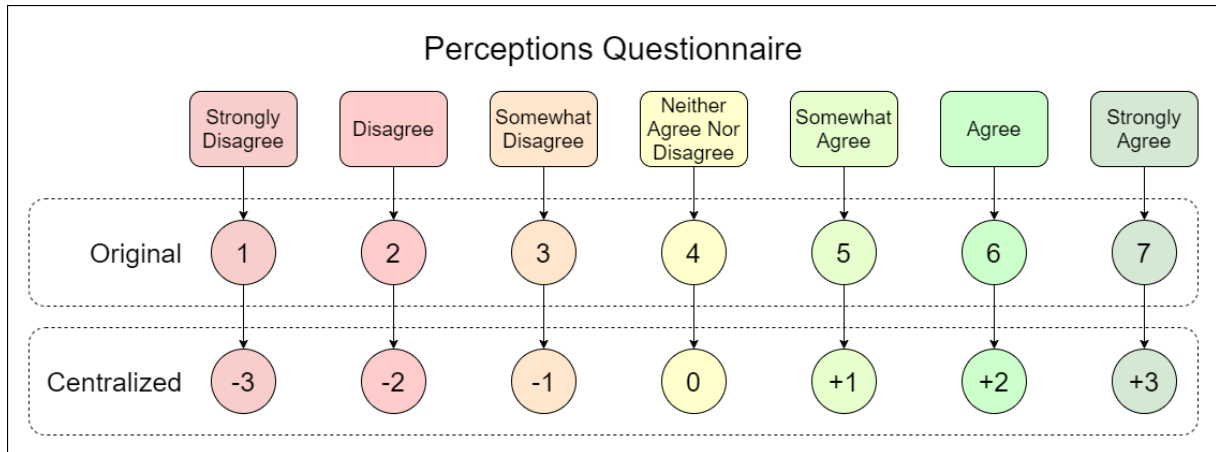 Perceptions Questionnaire
Strongly
Disagree
Disagree
Somewhat
Disagree
Neither
Agree Nor
Disagree
Somewhat
Agree
Agree
Strongly
Agree
Original 1 2 3 4 5 6 7
Centralized -3 -2 -1 0 +1 +2 +3